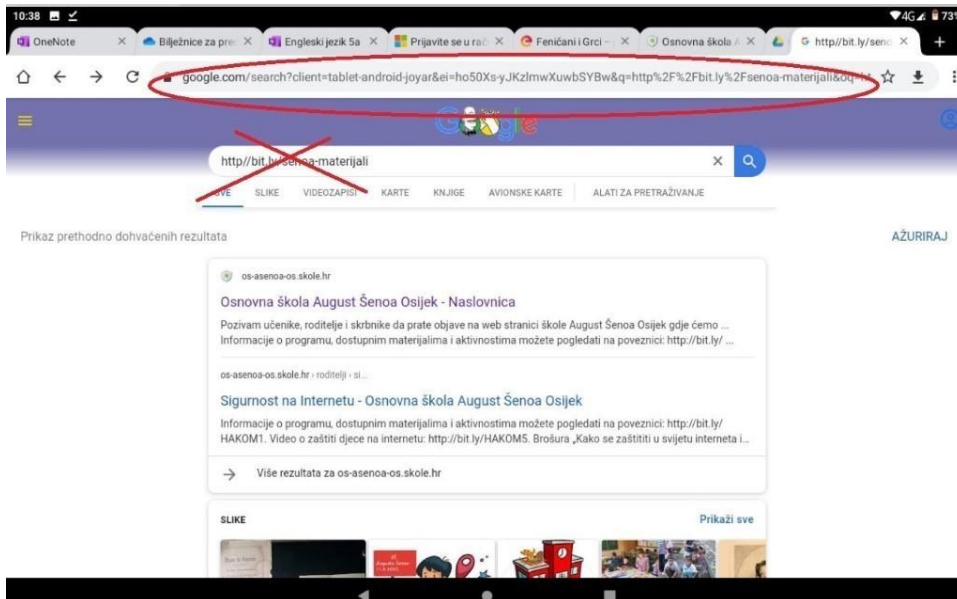 10:38 4G 73%
OneNote Bilježnice za pre Engleski jezik 5a Prijavite se u rač Feničani i Grci – Osnovna škola http//bit.ly/seno
google.com/search?client=tablet-android-joyar&ei=ho50Xs-yJKzlmwXuwbSYBw&q=http%2F%2Fbit.ly%2Fsenoa-materijali&oq=
Google
http//bit.ly/senoa-materijali
SVE SLIKE VIDEOZAPISI KARTE KNJIGE AVIONSKE KARTE ALATI ZA PRETRAŽIVANJE
Prikaz prethodno dohvaćenih rezultata AŽURIRAJ
os-asenoa-os.skole.hr
Osnovna škola August Šenoa Osijek - Naslovnica
Pozivam učenike, roditelje i skrbnike da prate objave na web stranici škole August Šenoa Osijek gdje ćemo ...
Informacije o programu, dostupnim materijalima i aktivnostima možete pogledati na poveznici: http://bit.ly/ ...
os-asenoa-os.skole.hr › roditelji › si...
Sigurnost na Internetu - Osnovna škola August Šenoa Osijek
Informacije o programu, dostupnim materijalima i aktivnostima možete pogledati na poveznici: http://bit.ly/
HAKOM1. Video o zaštiti djece na internetu: http://bit.ly/HAKOM5. Brošura „Kako se zaštititi u svijetu interneta i...
Više rezultata za os-asenoa-os.skole.hr
SLIKE Prikaži sve